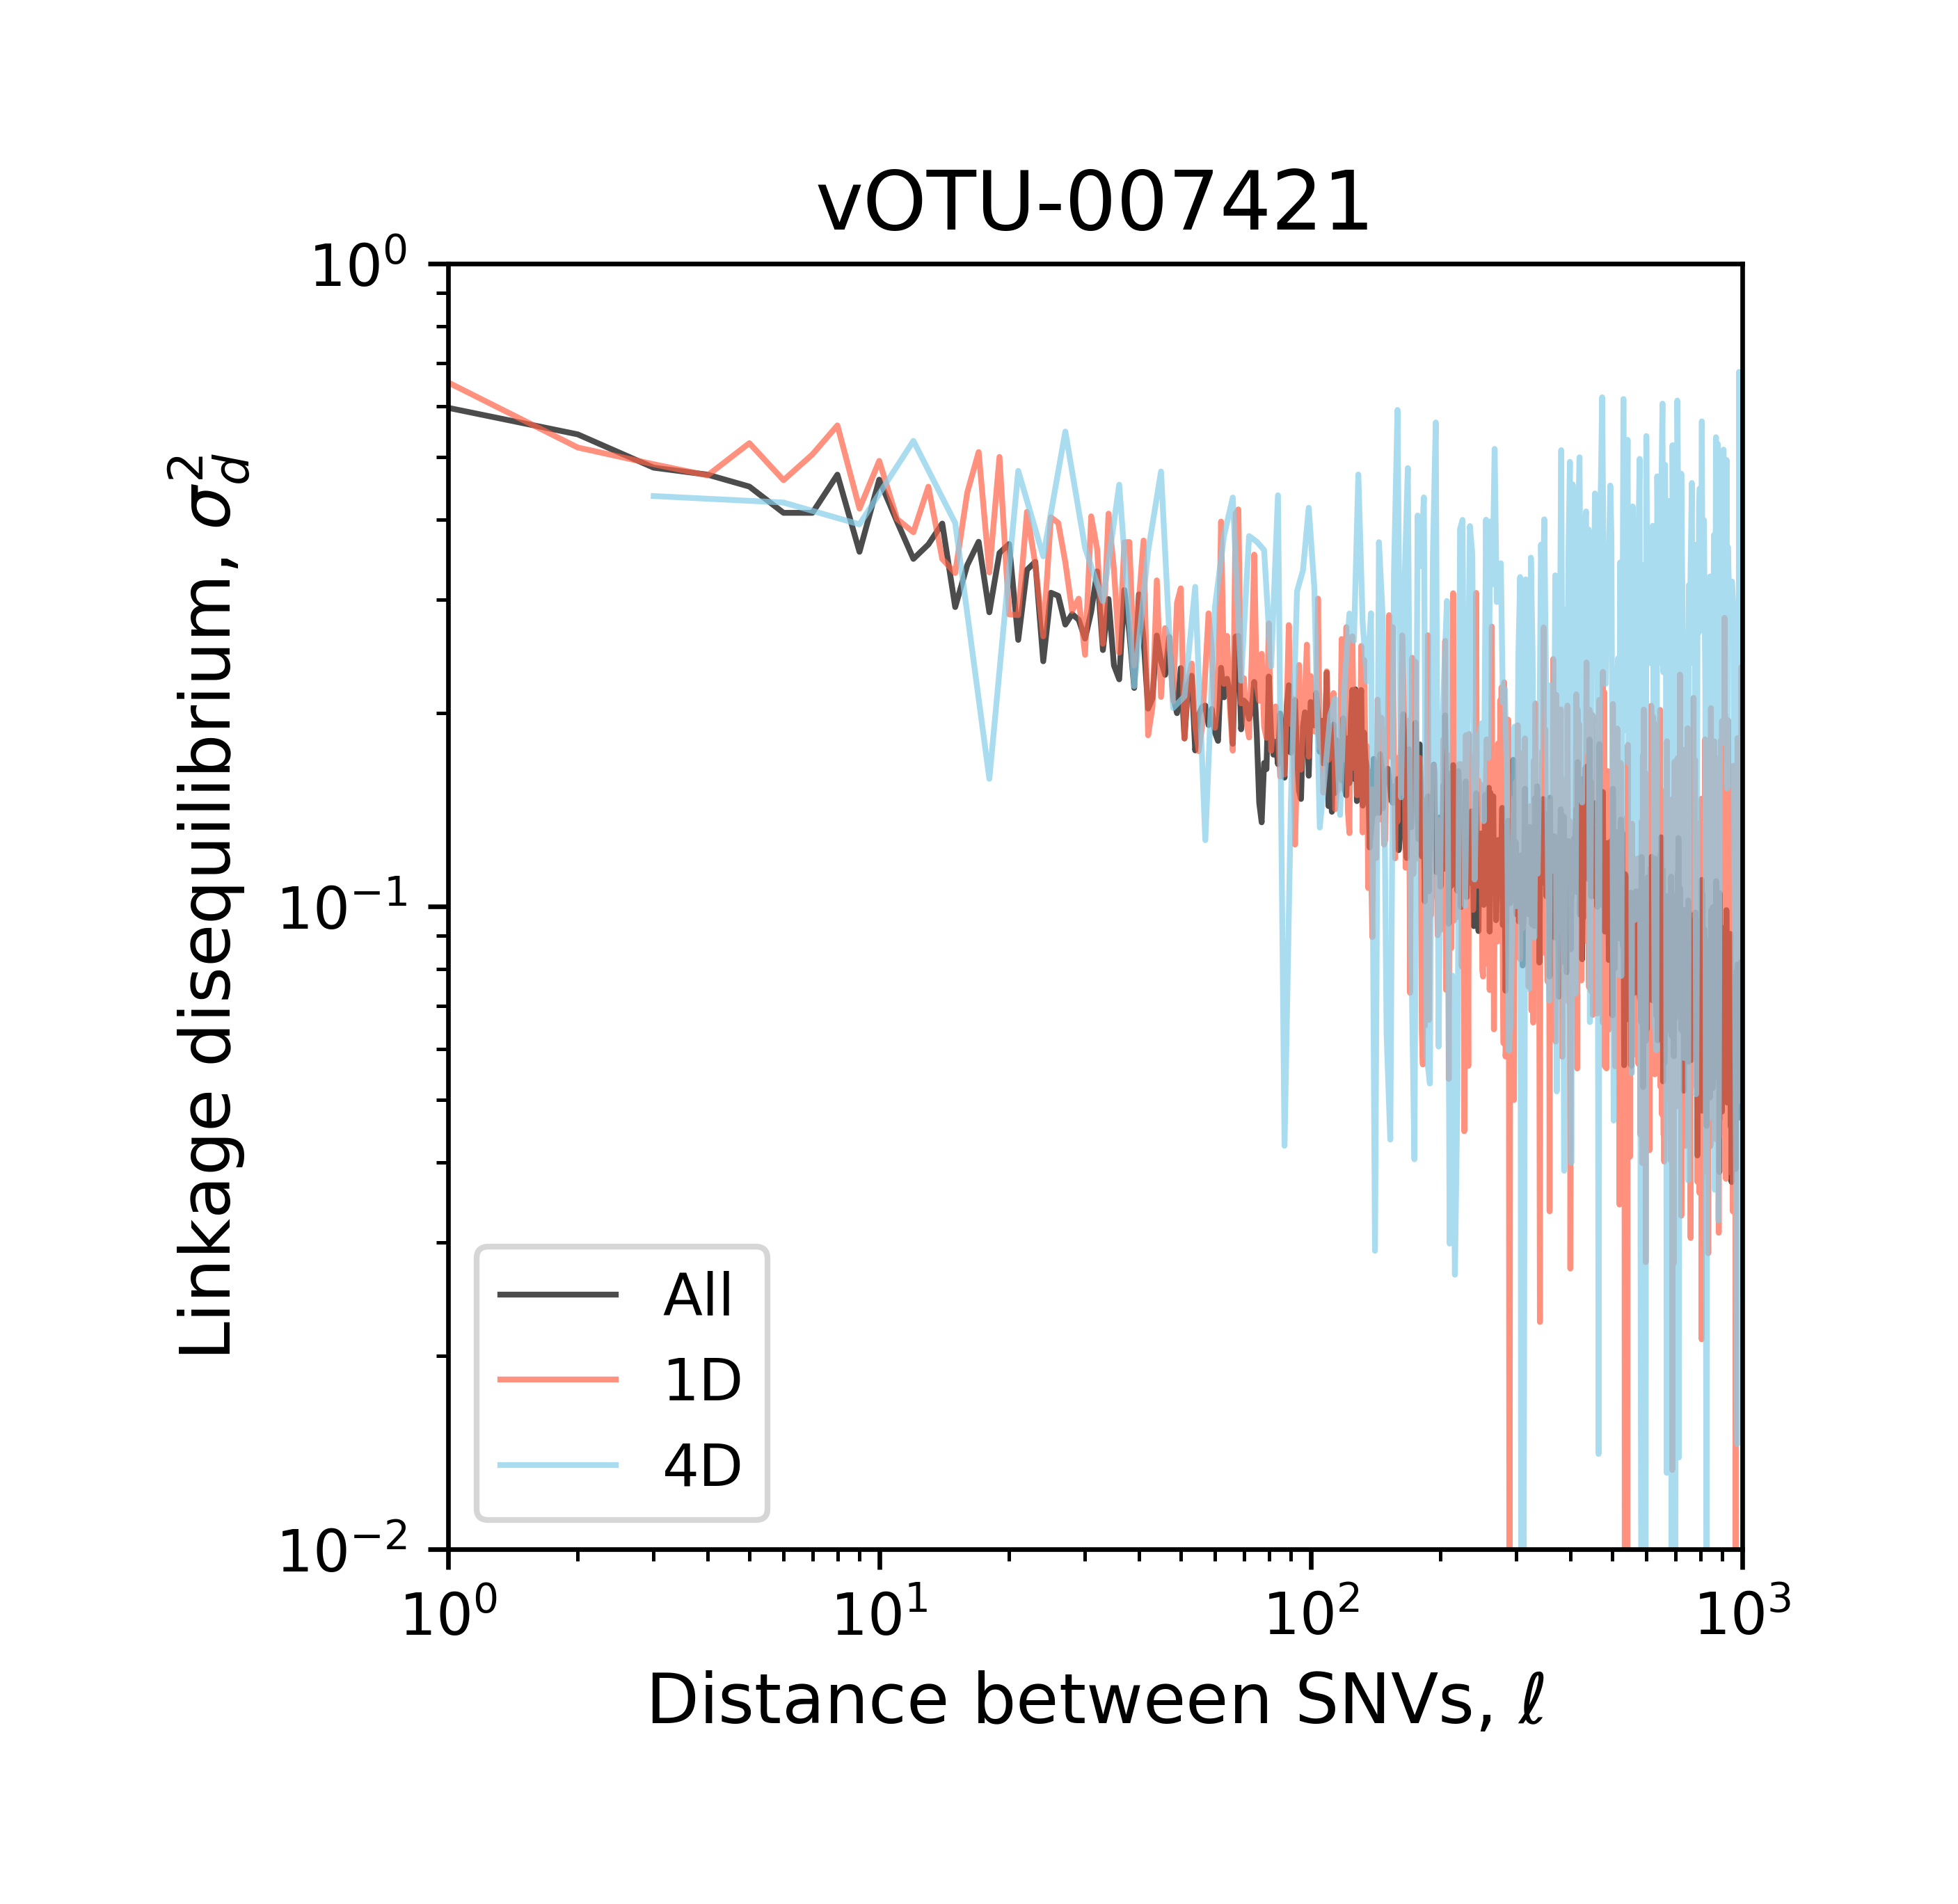 vOTU-007421
Linkage disequilibrium, σ_d^2
10^0
10^-1
10^-2
All
1D
4D
10^0 10^1 10^2 10^3
Distance between SNVs, ℓ